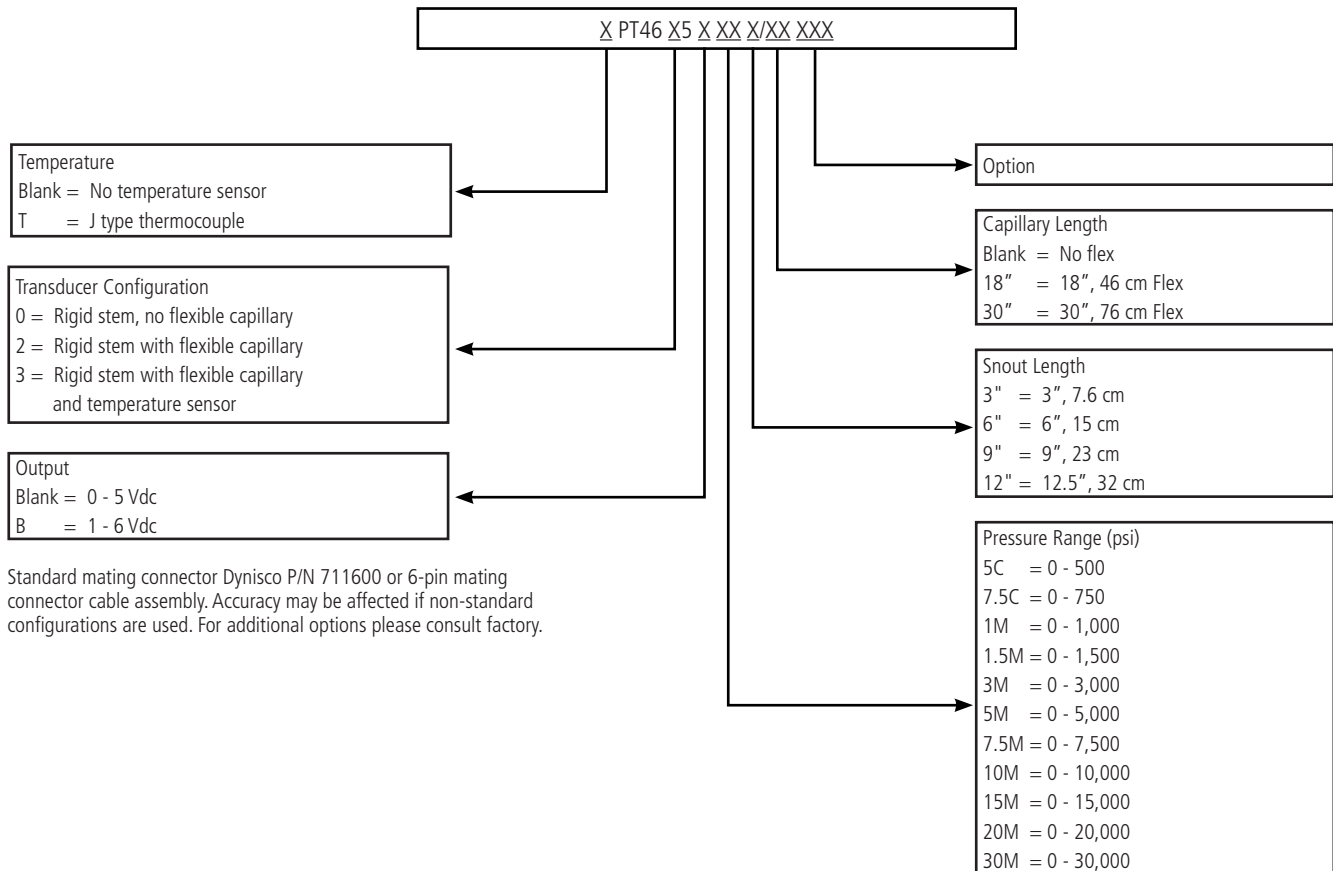 X PT46 X5 X XX X/XX XXX
Temperature
Blank = No temperature sensor
T = J type thermocouple
Transducer Configuration
0 = Rigid stem, no flexible capillary
2 = Rigid stem with flexible capillary
3 = Rigid stem with flexible capillary
and temperature sensor
Output
Blank = 0 - 5 Vdc
B = 1 - 6 Vdc
Standard mating connector Dynisco P/N 711600 or 6-pin mating
connector cable assembly. Accuracy may be affected if non-standard
configurations are used. For additional options please consult factory.
Option
Capillary Length
Blank = No flex
18” = 18”, 46 cm Flex
30” = 30”, 76 cm Flex
Snout Length
3" = 3”, 7.6 cm
6" = 6”, 15 cm
9" = 9”, 23 cm
12" = 12.5”, 32 cm
Pressure Range (psi)
5C = 0 - 500
7.5C = 0 - 750
1M = 0 - 1,000
1.5M = 0 - 1,500
3M = 0 - 3,000
5M = 0 - 5,000
7.5M = 0 - 7,500
10M = 0 - 10,000
15M = 0 - 15,000
20M = 0 - 20,000
30M = 0 - 30,000